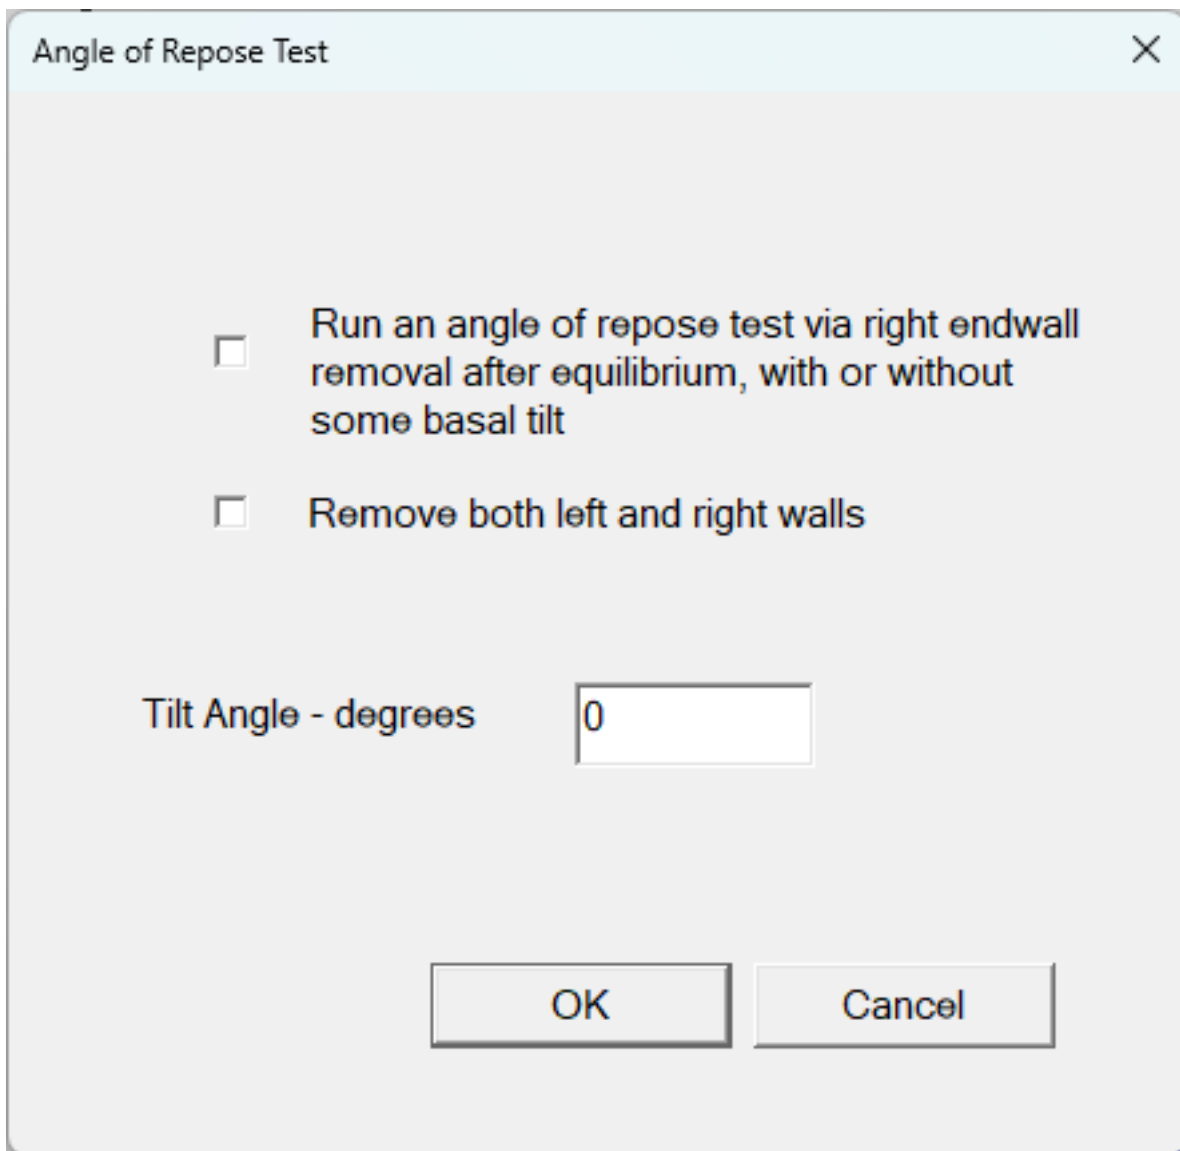 Angle of Repose Test
Run an angle of repose test via right endwall
removal after equilibrium, with or without
some basal tilt
Remove both left and right walls
Tilt Angle - degrees
0
OK
Cancel